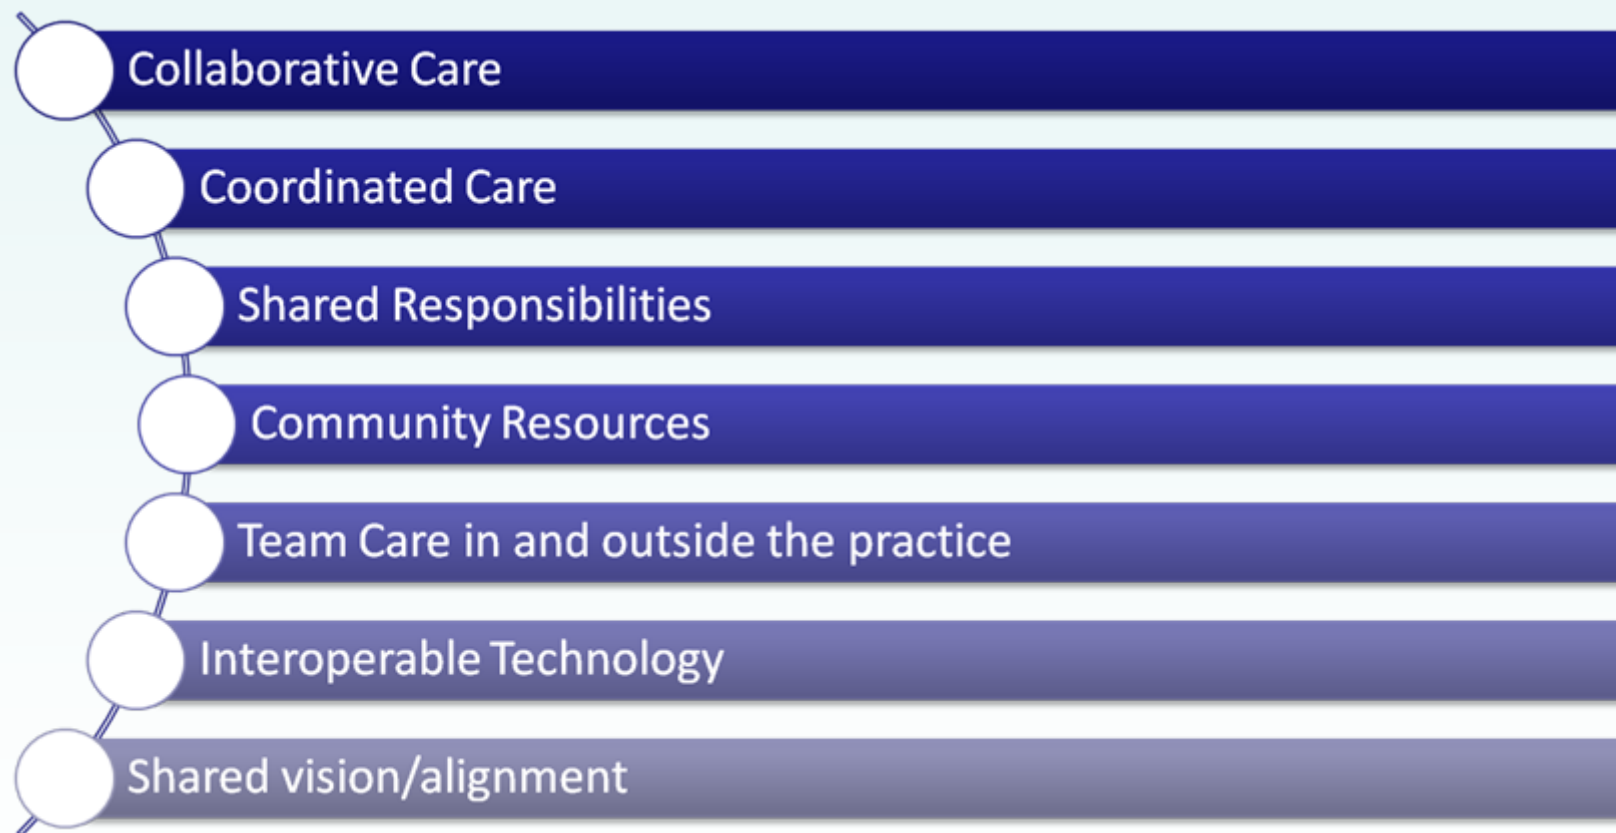 Collaborative Care
Coordinated Care
Shared Responsibilities
Community Resources
Team Care in and outside the practice
Interoperable Technology
Shared vision/alignment